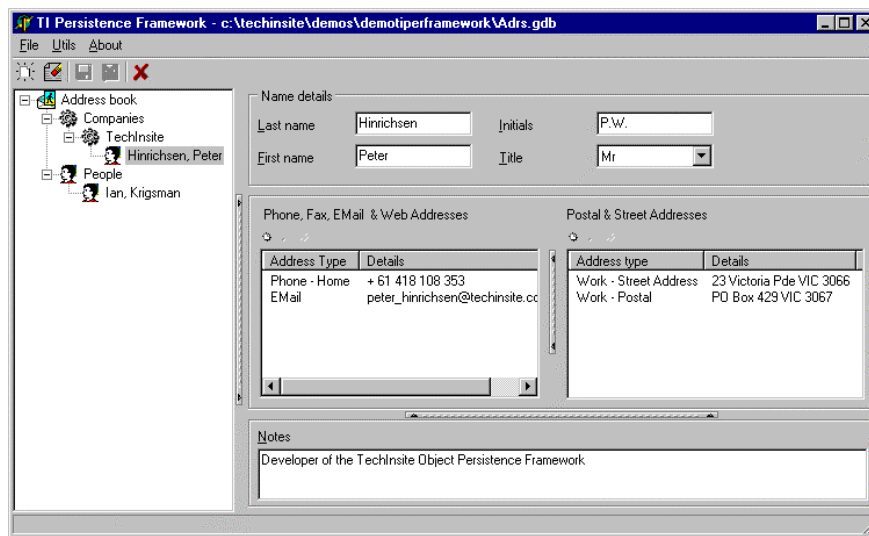 TI Persistence Framework - c:\techinsite\demos\demotiperframework\Adrs.gdb
File Utils About
Address book
Companies
TechInsite
Hinrichsen, Peter
People
Ian, Krigsman
Name details
Last name Hinrichsen Initials P.W.
First name Peter Title Mr
Phone, Fax, EMail & Web Addresses
Address Type Details
Phone - Home + 61 418 108 353
EMail peter_hinrichsen@techinsite.cc
Postal & Street Addresses
Address type Details
Work - Street Address 23 Victoria Pde VIC 3066
Work - Postal PO Box 429 VIC 3067
Notes
Developer of the TechInsite Object Persistence Framework